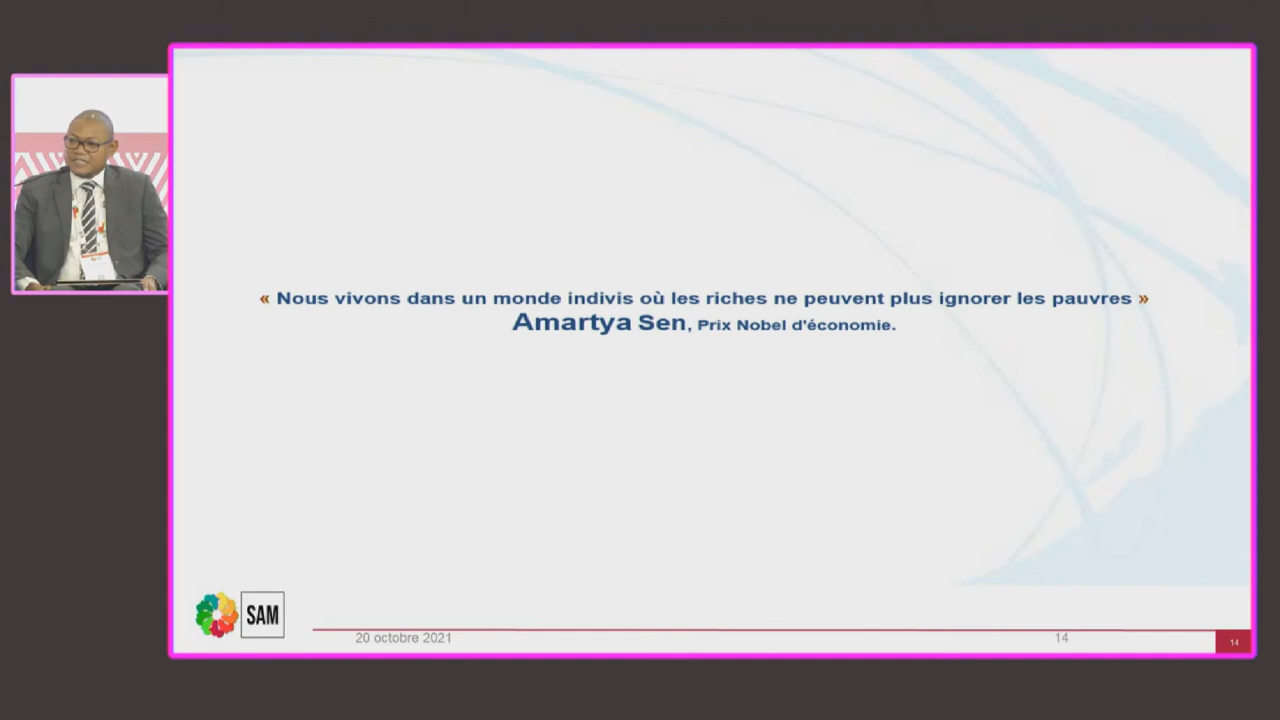 « Nous vivons dans un monde indivis où les riches ne peuvent plus ignorer les pauvres »
Amartya Sen, Prix Nobel d'économie.
SAM
20 octobre 2021
14
14